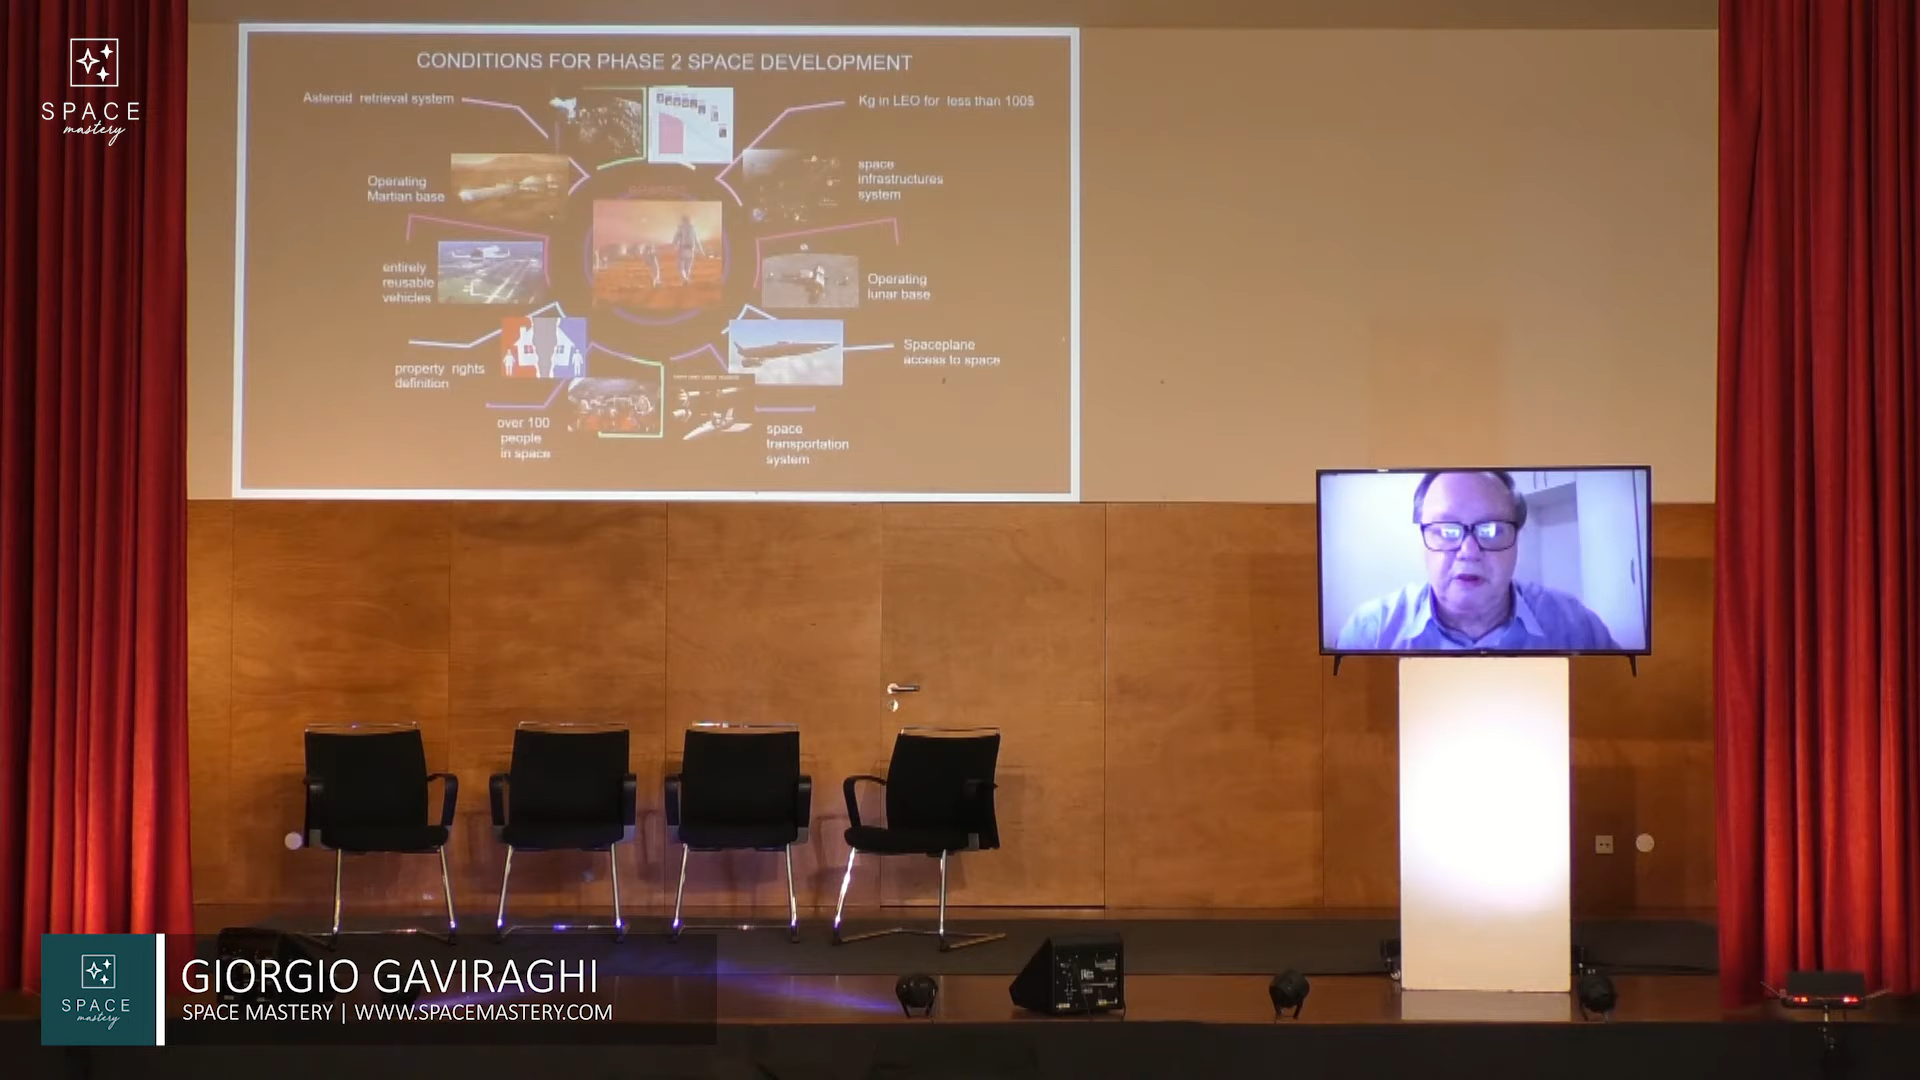 SPACE
mastery
CONDITIONS FOR PHASE 2 SPACE DEVELOPMENT
Asteroid retrieval system
Kg in LEO for less than 100$
Operating
Martian base
space
infrastructures
system
entirely
reusable
vehicles
Operating
lunar base
property rights
definition
Spaceplane
access to space
over 100
people
in space
space
transportation
system
SPACE
mastery
GIORGIO GAVIRAGHI
SPACE MASTERY | WWW.SPACEMASTERY.COM